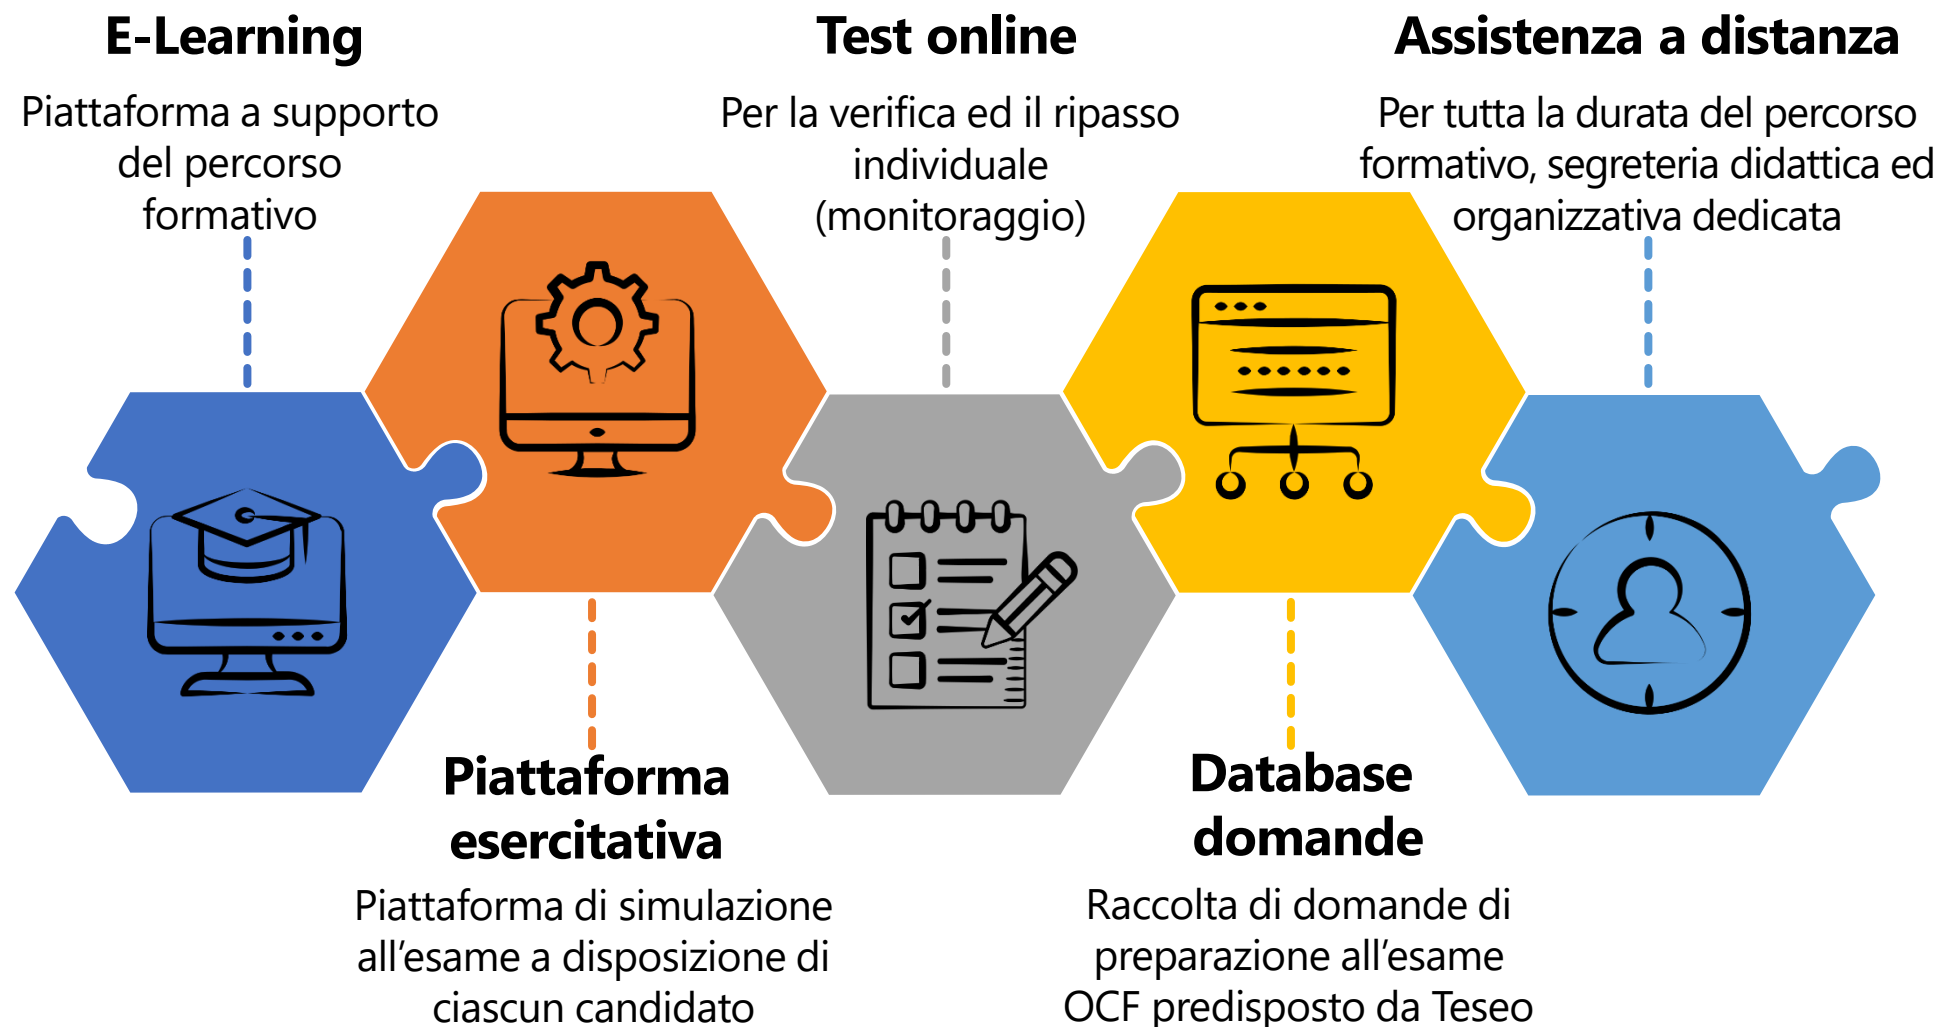 E-Learning
Piattaforma a supporto
del percorso
formativo
Test online
Per la verifica ed il ripasso
individuale
(monitoraggio)
Assistenza a distanza
Per tutta la durata del percorso
formativo, segreteria didattica ed
organizzativa dedicata
Piattaforma
esercitativa
Piattaforma di simulazione
all’esame a disposizione di
ciascun candidato
Database
domande
Raccolta di domande di
preparazione all’esame
OCF predisposto da Teseo